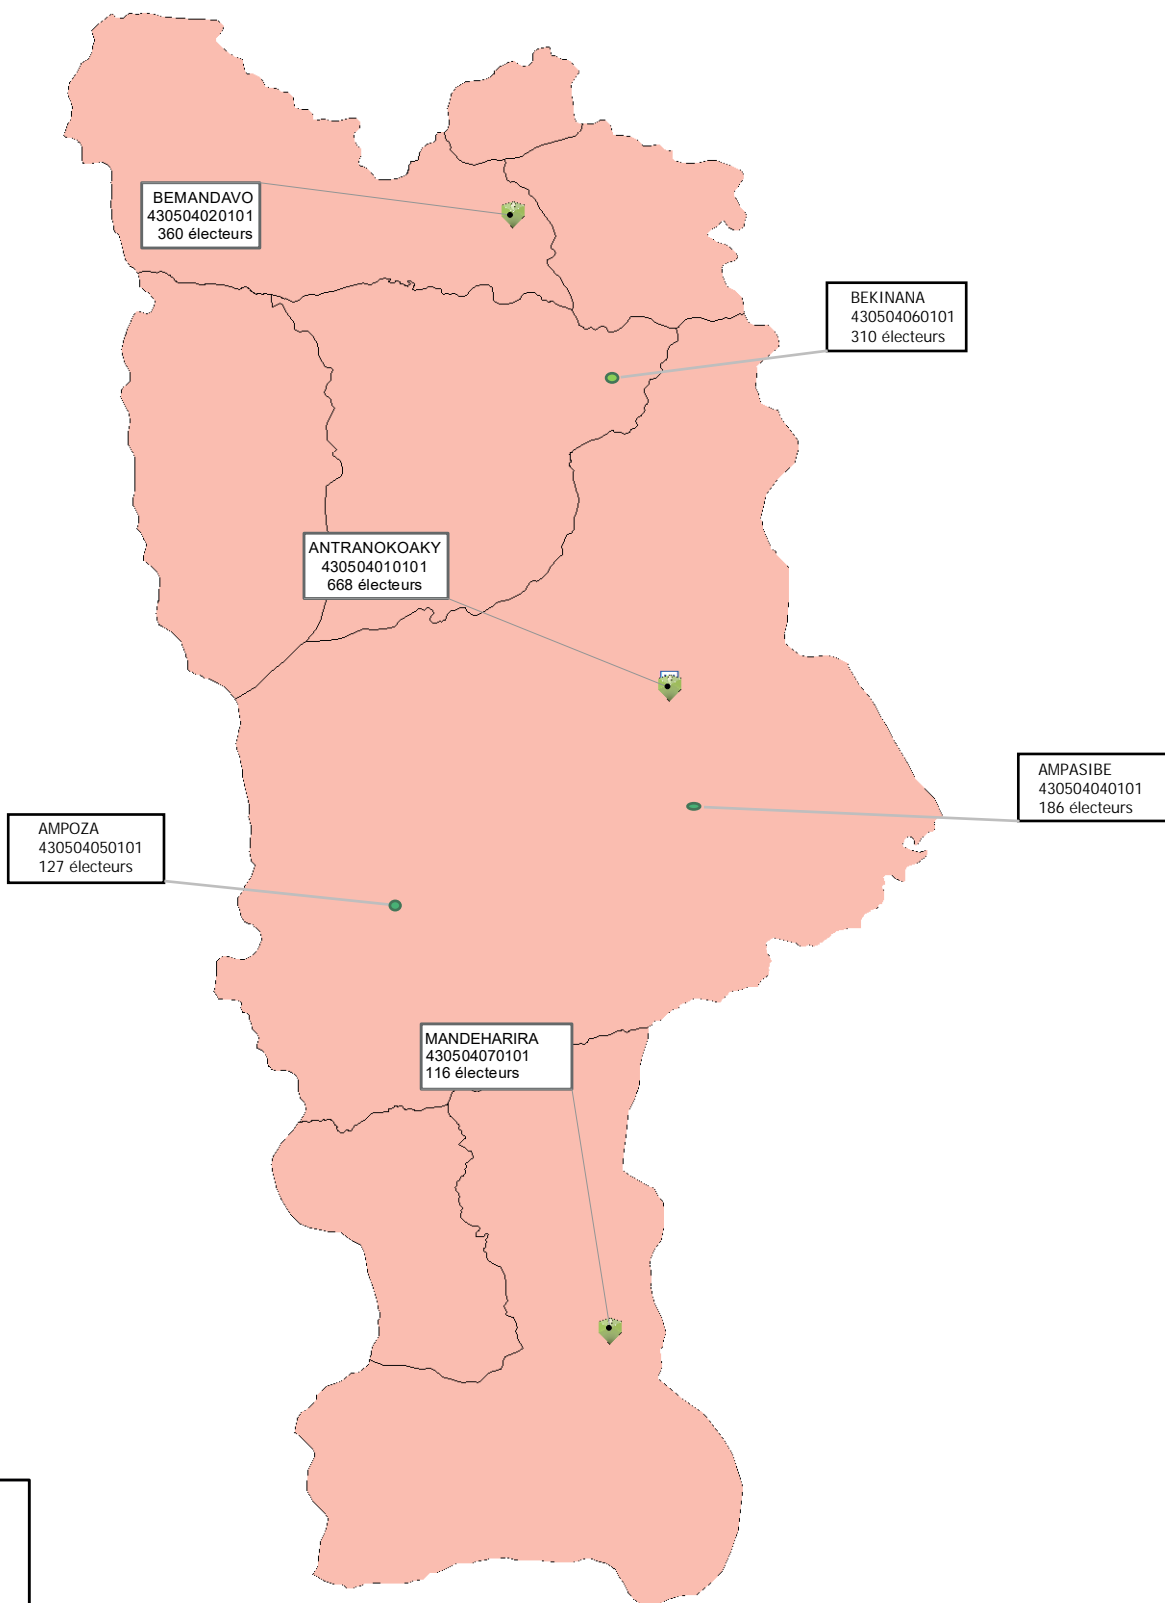 BEMANDAVO
430504020101
360 électeurs
BEKINANA
430504060101
310 électeurs
ANTRANOKOAKY
430504010101
668 électeurs
AMPASIBE
430504040101
186 électeurs
AMPOZA
430504050101
127 électeurs
MANDEHARIRA
430504070101
116 électeurs